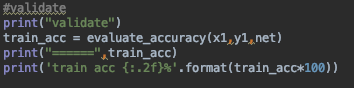 #validate
print("validate")
train_acc = evaluate_accuracy(x1,y1,net)
print("======",train_acc)
print('train acc {:.2f}%'.format(train_acc*100))